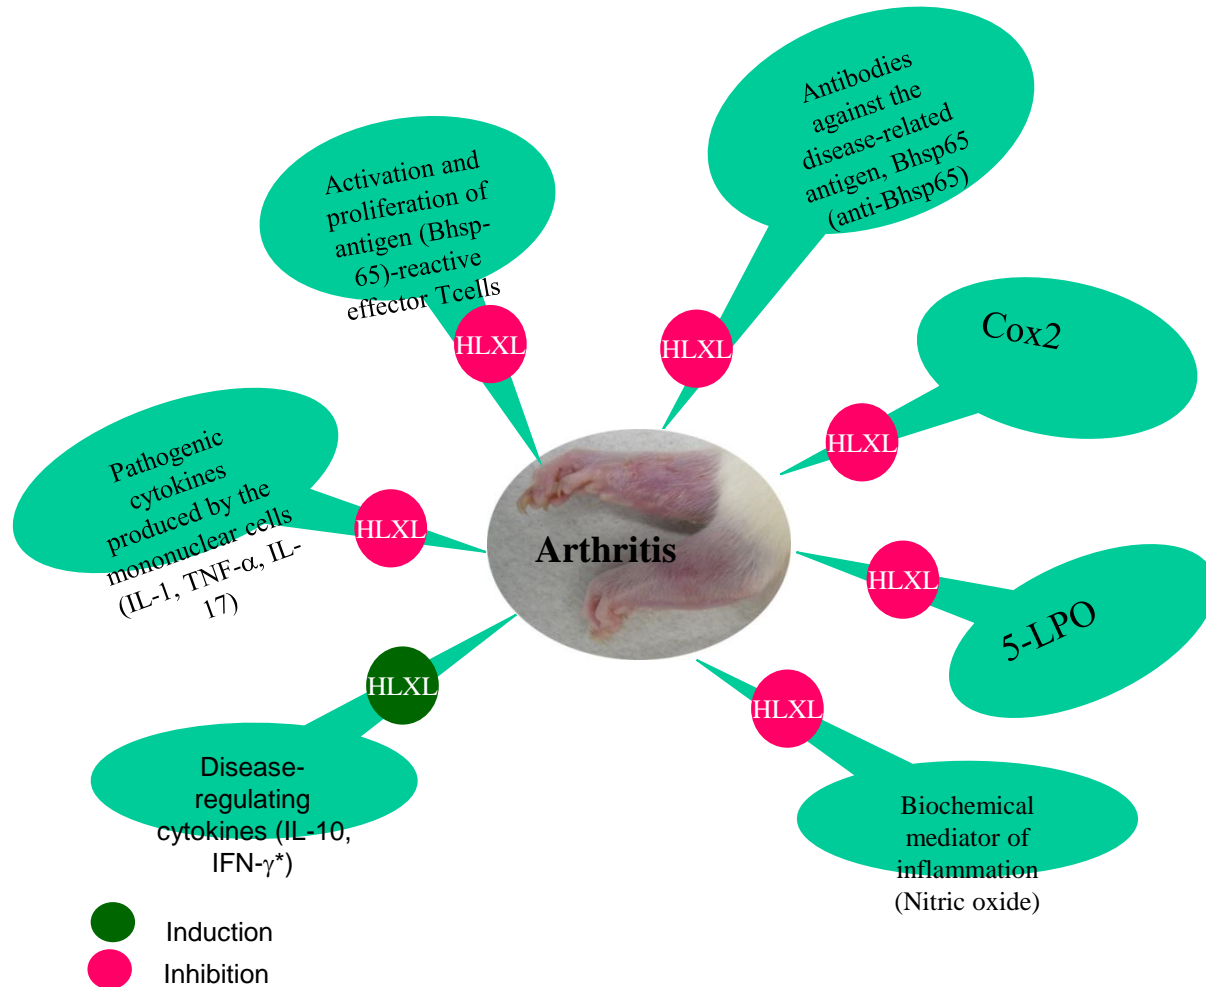 Antibodies
against the
disease-related
antigen, Bhsp65
(anti-Bhsp65)
Activation and
proliferation of
antigen (Bhsp-
65)-reactive
effector Tcells
HLXL
HLXL
Cox2
HLXL
Pathogenic
cytokines
produced by the
mononuclear cells
(IL-1, TNF-α, IL-
17)
HLXL
Arthritis
HLXL
5-LPO
HLXL
HLXL
Disease-
regulating
cytokines (IL-10,
IFN-γ*)
Biochemical
mediator of
inflammation
(Nitric oxide)
Induction
Inhibition